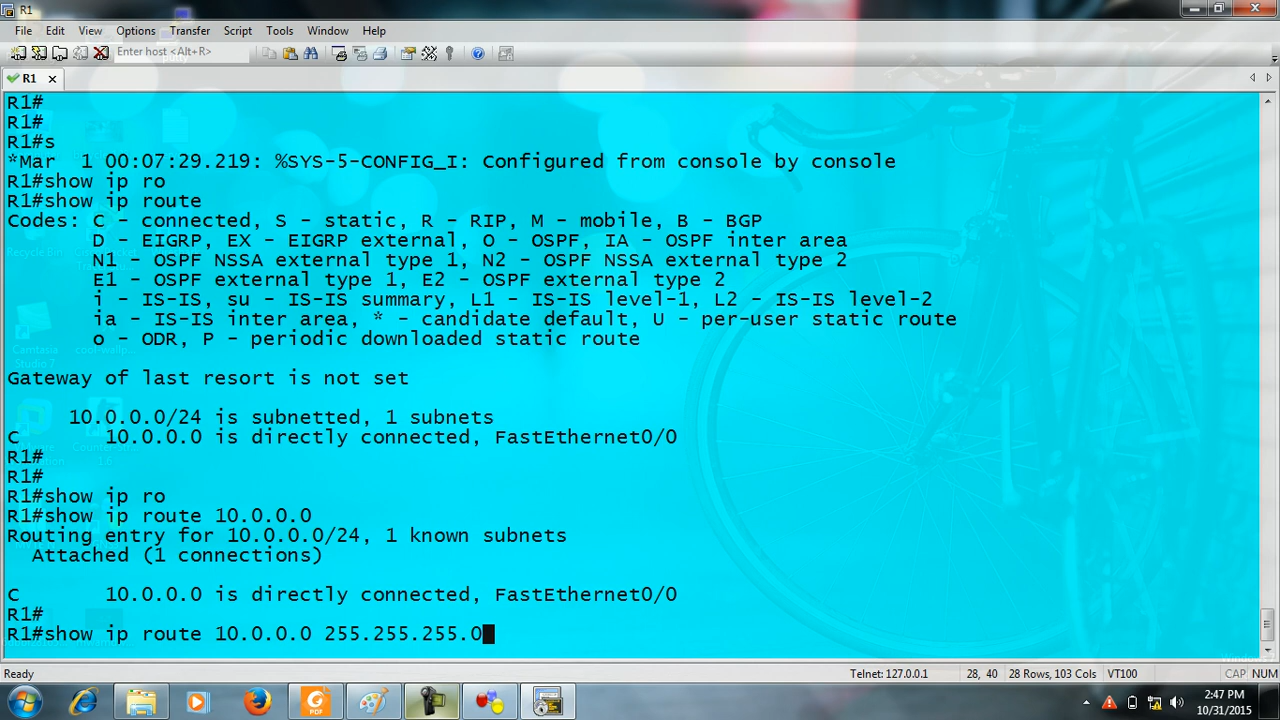 R1
File Edit View Options Transfer Script Tools Window Help
Enter host <Alt+R>
R1
R1#
R1#
R1#s
*Mar  1 00:07:29.219: %SYS-5-CONFIG_I: Configured from console by console
R1#show ip ro
R1#show ip route
Codes: C - connected, S - static, R - RIP, M - mobile, B - BGP
       D - EIGRP, EX - EIGRP external, O - OSPF, IA - OSPF inter area
       N1 - OSPF NSSA external type 1, N2 - OSPF NSSA external type 2
       E1 - OSPF external type 1, E2 - OSPF external type 2
       i - IS-IS, su - IS-IS summary, L1 - IS-IS level-1, L2 - IS-IS level-2
       ia - IS-IS inter area, * - candidate default, U - per-user static route
       o - ODR, P - periodic downloaded static route
Gateway of last resort is not set
     10.0.0.0/24 is subnetted, 1 subnets
C       10.0.0.0 is directly connected, FastEthernet0/0
R1#
R1#
R1#show ip ro
R1#show ip route 10.0.0.0
Routing entry for 10.0.0.0/24, 1 known subnets
  Attached (1 connections)
C       10.0.0.0 is directly connected, FastEthernet0/0
R1#
R1#show ip route 10.0.0.0 255.255.255.0
Ready Telnet: 127.0.0.1 28, 40 28 Rows, 103 Cols VT100 CAP NUM
PDF
2:47 PM
10/31/2015